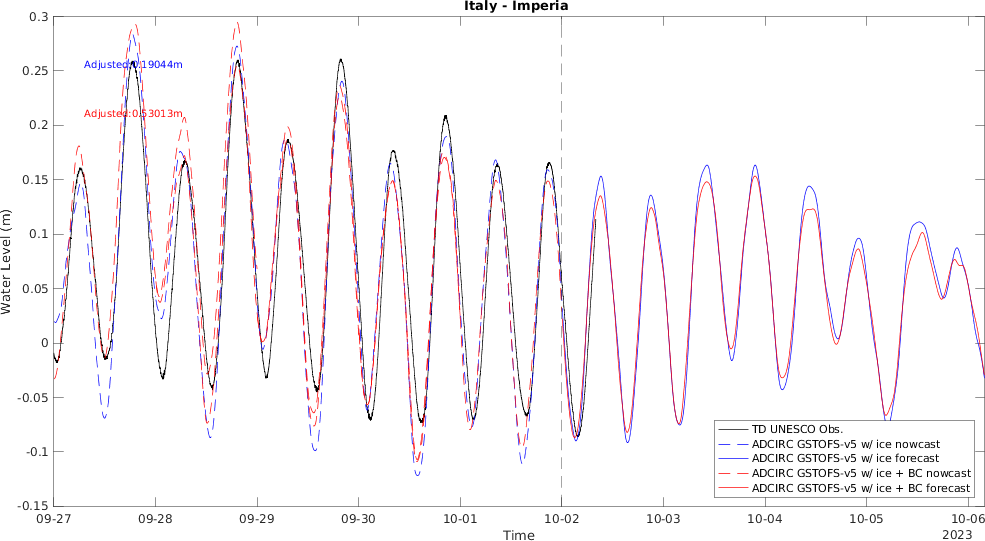 Italy - Imperia
0.3
0.25
0.2
0.15
0.1
0.05
0
-0.05
-0.1
-0.15
Water Level (m)
Adjusted:0.19044m
Adjusted:0.53013m
TD UNESCO Obs.
ADCIRC GSTOFS-v5 w/ ice nowcast
ADCIRC GSTOFS-v5 w/ ice forecast
ADCIRC GSTOFS-v5 w/ ice + BC nowcast
ADCIRC GSTOFS-v5 w/ ice + BC forecast
09-27 09-28 09-29 09-30 10-01 10-02 10-03 10-04 10-05 10-06
Time
2023